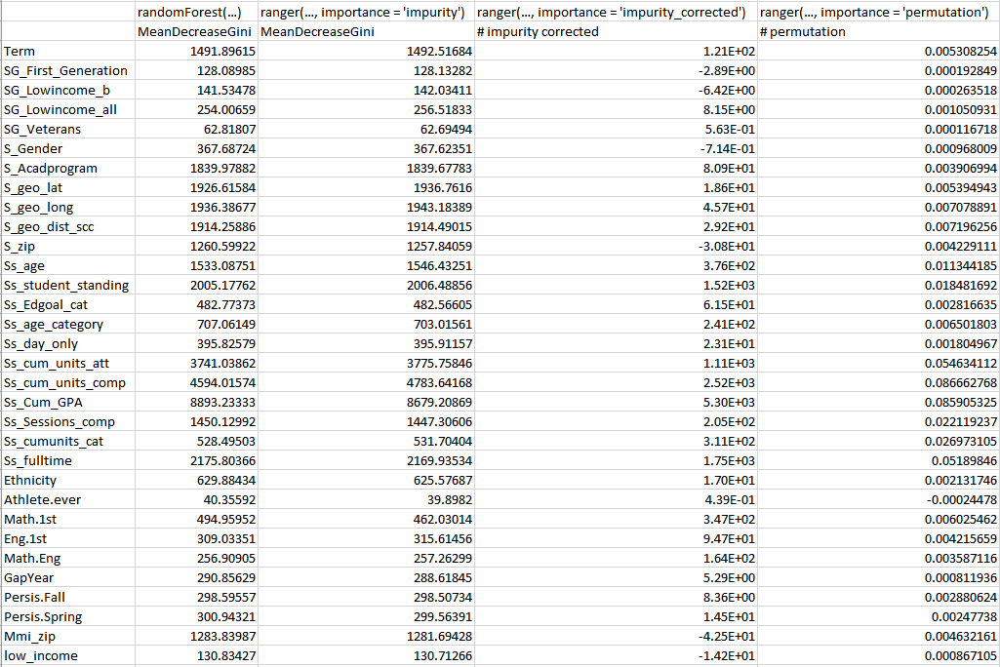 randomForest(...) ranger(..., importance = 'impurity') ranger(..., importance = 'impurity_corrected') ranger(..., importance = 'permutation')
MeanDecreaseGini MeanDecreaseGini # impurity corrected # permutation
Term 1491.89615 1492.51684 1.21E+02 0.005308254
SG_First_Generation 128.08985 128.13282 -2.89E+00 0.000192849
SG_Lowincome_b 141.53478 142.03411 -6.42E+00 0.000263518
SG_Lowincome_all 254.00659 256.51833 8.15E+00 0.001050931
SG_Veterans 62.81807 62.69494 5.63E-01 0.000116718
S_Gender 367.68724 367.62351 -7.14E-01 0.000968009
S_Acadprogram 1839.97882 1839.67783 8.09E+01 0.003906994
S_geo_lat 1926.61584 1936.7616 1.86E+01 0.005394943
S_geo_long 1936.38677 1943.18389 4.57E+01 0.007078891
S_geo_dist_scc 1914.25886 1914.49015 2.92E+01 0.007196256
S_zip 1260.59922 1257.84059 -3.08E+01 0.004229111
Ss_age 1533.08751 1546.43251 3.76E+02 0.011344185
Ss_student_standing 2005.17762 2006.48856 1.52E+03 0.018481692
Ss_Edgoal_cat 482.77373 482.56605 6.15E+01 0.002816635
Ss_age_category 707.06149 703.01561 2.41E+02 0.006501803
Ss_day_only 395.82579 395.91157 2.31E+01 0.001804967
Ss_cum_units_att 3741.03862 3775.75846 1.11E+03 0.054634112
Ss_cum_units_comp 4594.01574 4783.64168 2.52E+03 0.086662768
Ss_Cum_GPA 8893.23333 8679.20869 5.30E+03 0.085905325
Ss_Sessions_comp 1450.12992 1447.30606 2.05E+02 0.022119237
Ss_cumunits_cat 528.49503 531.70404 3.11E+02 0.026973105
Ss_fulltime 2175.80366 2169.93534 1.75E+03 0.05189846
Ethnicity 629.88434 625.57687 1.70E+01 0.002131746
Athlete.ever 40.35592 39.8982 4.39E-01 -0.00024478
Math.1st 494.95952 462.03014 3.47E+02 0.006025462
Eng.1st 309.03351 315.61456 9.47E+01 0.004215659
Math.Eng 256.90905 257.26299 1.64E+02 0.003587116
GapYear 290.85629 288.61845 5.29E+00 0.000811936
Persis.Fall 298.59557 298.50734 8.36E+00 0.002880624
Persis.Spring 300.94321 299.56391 1.45E+01 0.00247738
Mmi_zip 1283.83987 1281.69428 -4.25E+01 0.004632161
low_income 130.83427 130.71266 -1.42E+01 0.000867105